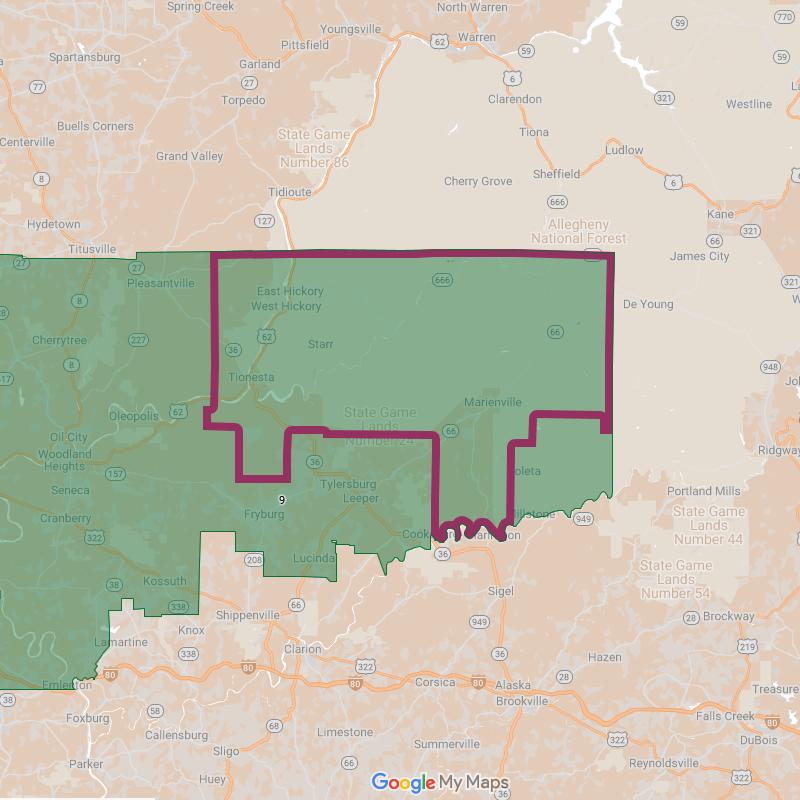 Spring Creek
North Warren
Youngsville
Pittsfield
62
Warren
59
59
770
Spartansburg
Garland
27
6
59
77
Torpedo
Clarendon
321
Westline
Buells Corners
State Game
Lands
Number 86
Tiona
Centerville
Grand Valley
Sheffield
Ludlow
8
Tidioute
Cherry Grove
6
666
Kane
Hydetown
127
Allegheny
National Forest
66
321
Titusville
James City
27
27
66
Pleasantville
666
321
East Hickory
West Hickory
De Young
8
28
66
Cherrytree
227
62
36
Starr
8
948
417
Tionesta
Marienville
Oleopolis
62
State Game
Lands
Number 24
66
Oil City
Woodland
Heights
36
Ridgway
157
Tylersburg
Leeper
Seneca
9
Portland Mills
Cranberry
Fryburg
949
State Game
Lands
Number 44
322
36
Lucinda
208
State Game
Lands
Number 54
38
Kossuth
Sigel
338
66
Shippenville
949
28
Brockway
Knox
219
Lamartine
338
Clarion
36
Hazen
322
28
80
80
80
Corsica
Alaska
Treasure
Emlenton
Brookville
38
58
Falls Creek
80
Foxburg
68
Callensburg
Limestone
322
DuBois
Sligo
Summerville
Parker
66
Reynoldsville
Huey
322
36
Google My Maps